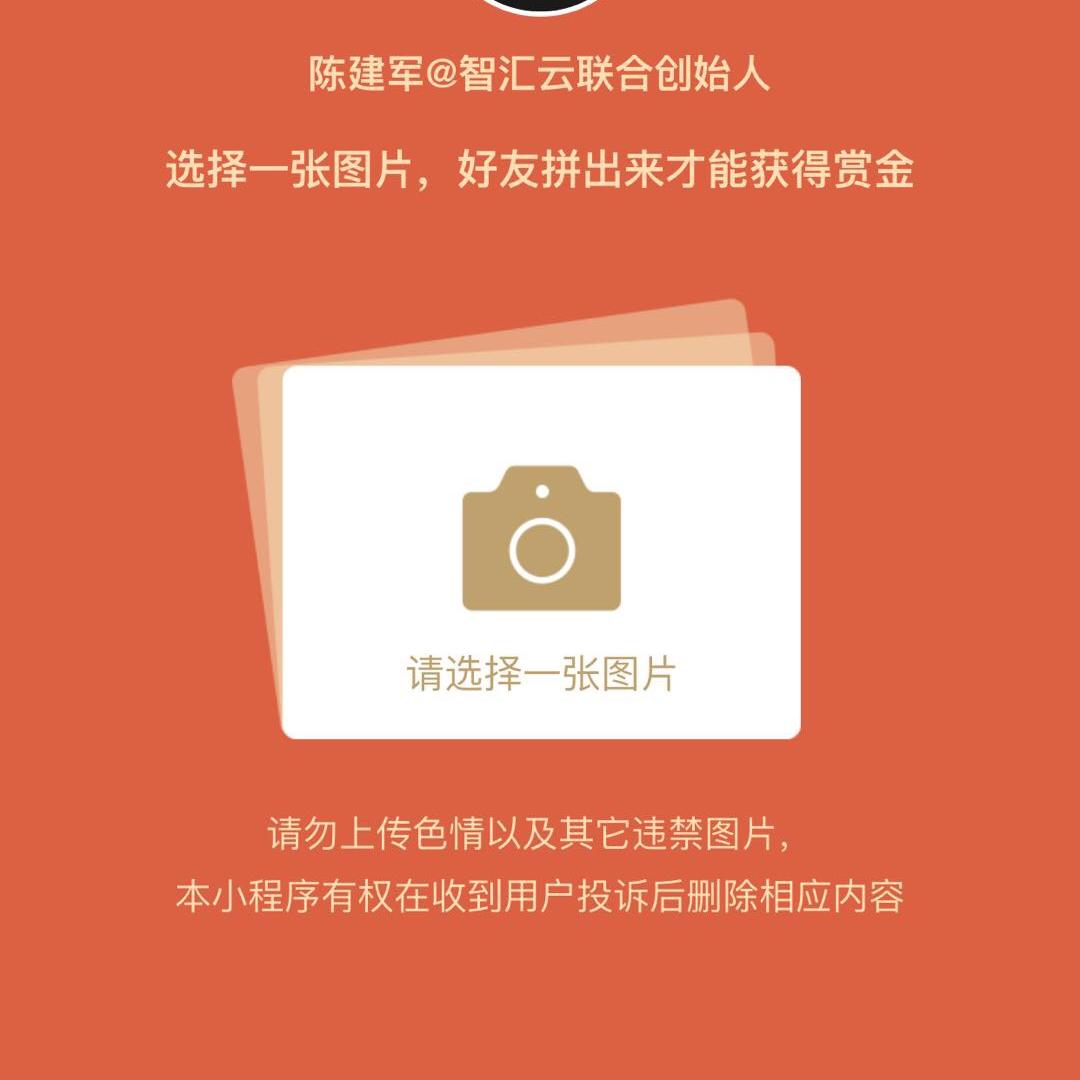 陈建军@智汇云联合创始人
选择一张图片，好友拼出来才能获得赏金
请选择一张图片
请勿上传色情以及其它违禁图片，
本小程序有权在收到用户投诉后删除相应内容